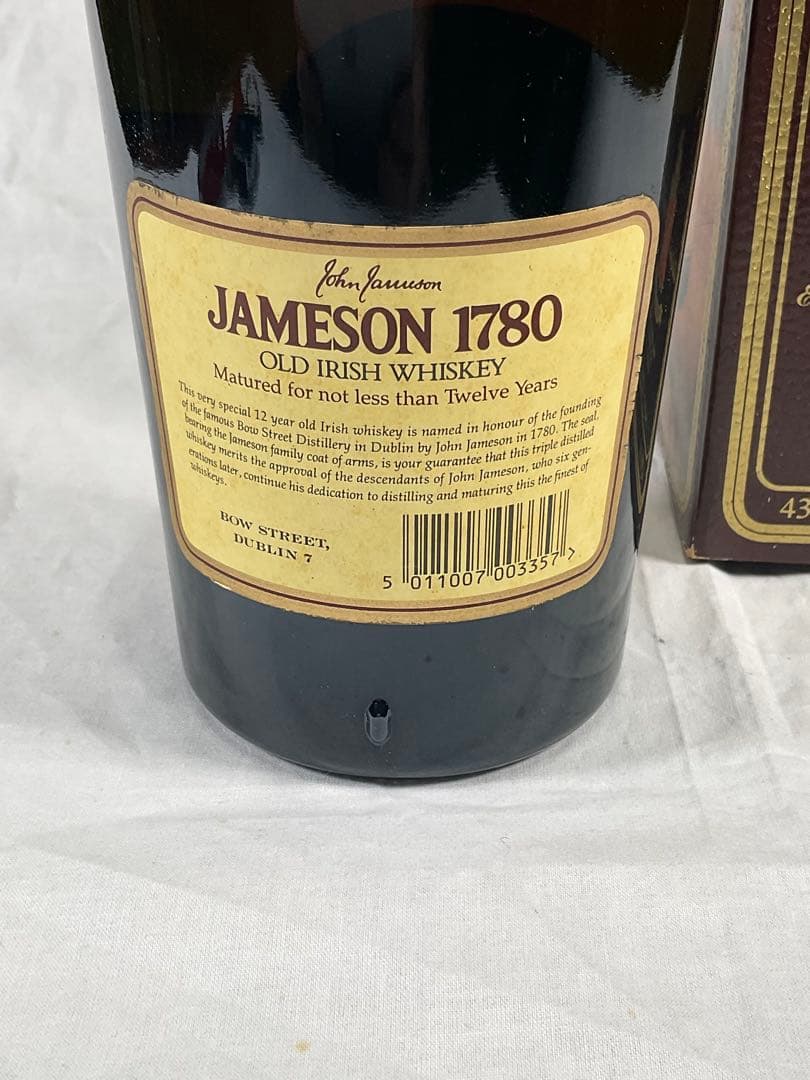 John Jameson
JAMESON 1780
OLD IRISH WHISKEY
Matured for not less than Twelve Years
This very special 12 year old Irish whiskey is named in honour of the founding
of the famous Bow Street Distillery in Dublin by John Jameson in 1780. The seal,
bearing the Jameson family coat of arms, is your guarantee that this triple distilled
whiskey merits the approval of the descendants of John Jameson, who six gen-
erations later, continue his dedication to distilling and maturing this the finest of
whiskeys.
BOW STREET,
DUBLIN 7
5 011007 003357 >
43